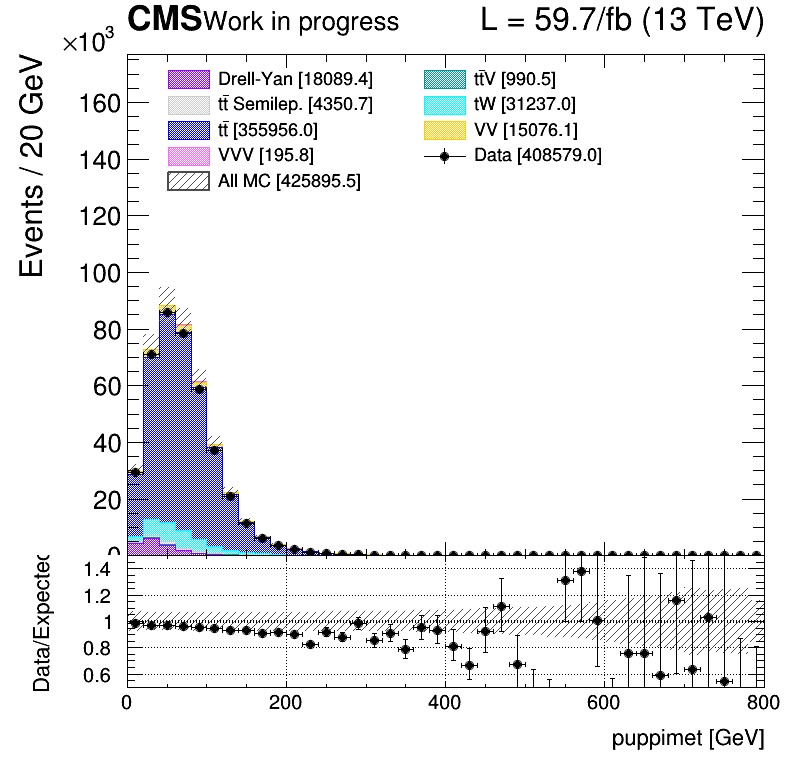 CMS Work in progress L = 59.7/fb (13 TeV)
×10³
Events / 20 GeV
Drell-Yan [18089.4]
tt̄ Semilep. [4350.7]
tt̄ [355956.0]
VVV [195.8]
All MC [425895.5]
tt̄V [990.5]
tW [31237.0]
VV [15076.1]
Data [408579.0]
160
140
120
100
80
60
40
20
0
Data/Expected
1.4
1.2
1
0.8
0.6
0 200 400 600 800
puppimet [GeV]